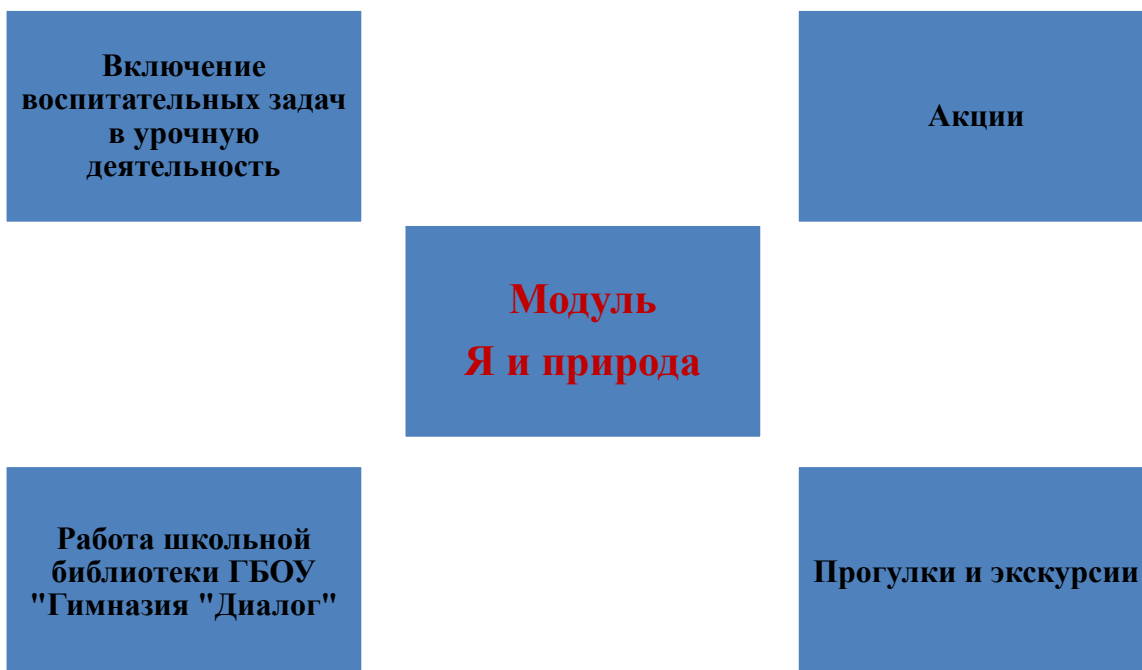 Включение
воспитательных задач
в урочную
деятельность
Акции
Модуль
Я и природа
Работа школьной
библиотеки ГБОУ
"Гимназия "Диалог"
Прогулки и экскурсии